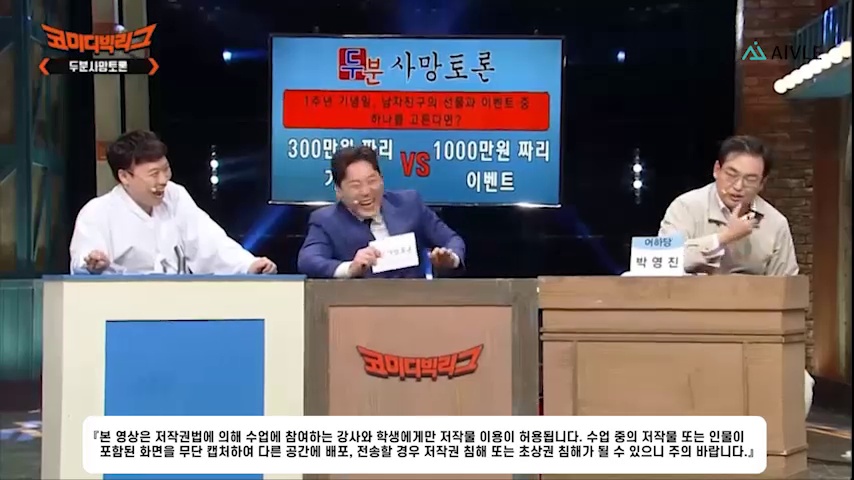 코미디빅리그
두분사망토론
AIVLE
두분 사망토론
1주년 기념일, 남자친구의 선물과 이벤트 중
하나를 고른다면?
300만원 짜리
VS
1000만원 짜리
이벤트
어하당
박영진
코미디빅리그
『본 영상은 저작권법에 의해 수업에 참여하는 강사와 학생에게만 저작물 이용이 허용됩니다. 수업 중의 저작물 또는 인물이
포함된 화면을 무단 캡처하여 다른 공간에 배포, 전송할 경우 저작권 침해 또는 초상권 침해가 될 수 있으니 주의 바랍니다.』